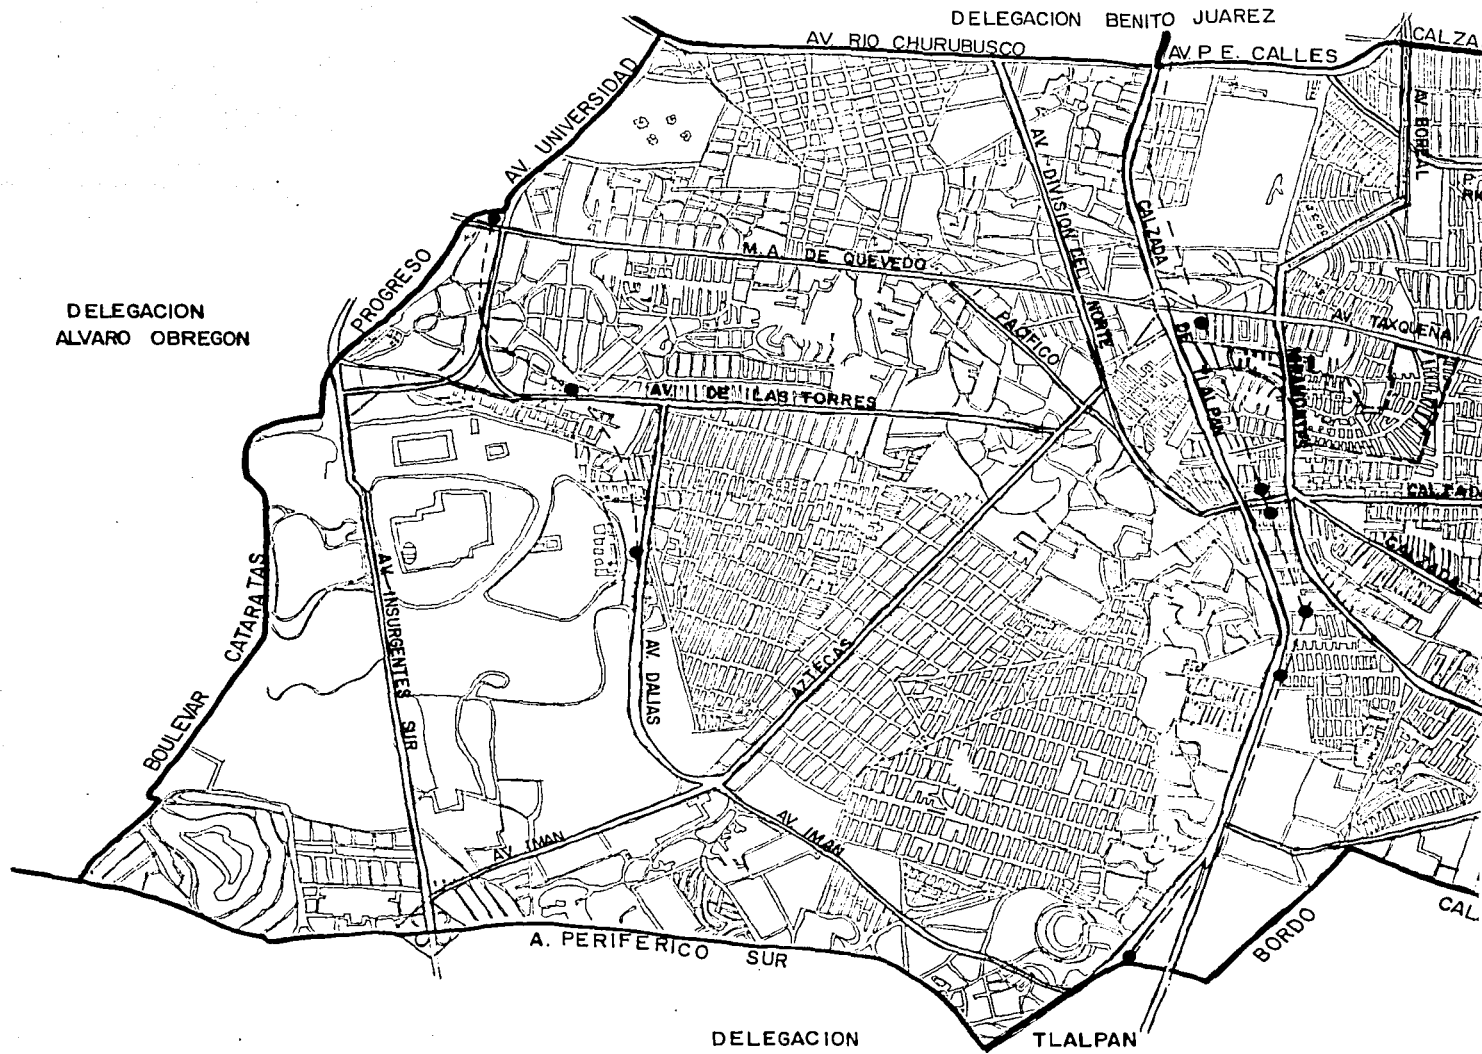 DELEGACION BENITO JUAREZ
AV. RIO CHURUBUSCO
AV. P. E. CALLES
CALZA
AV. UNIVERSIDAD
AV. BOREAL
AV. DIVISION DEL NORTE
CALZADA DE TLALPAN
M.A. DE QUEVEDO
PROGRESO
DELEGACION
ALVARO OBREGON
PACIFICO
AV. TAXQUEÑA
AV. DE LAS TORRES
CALZADA
CALZADA
BOULEVAR CATARATAS
AV. INSURGENTES SUR
AV. DALIAS
AZTECAS
AV. IMAN
AV. IMAN
A. PERIFERICO SUR
BORDO
CAL.
DELEGACION TLALPAN